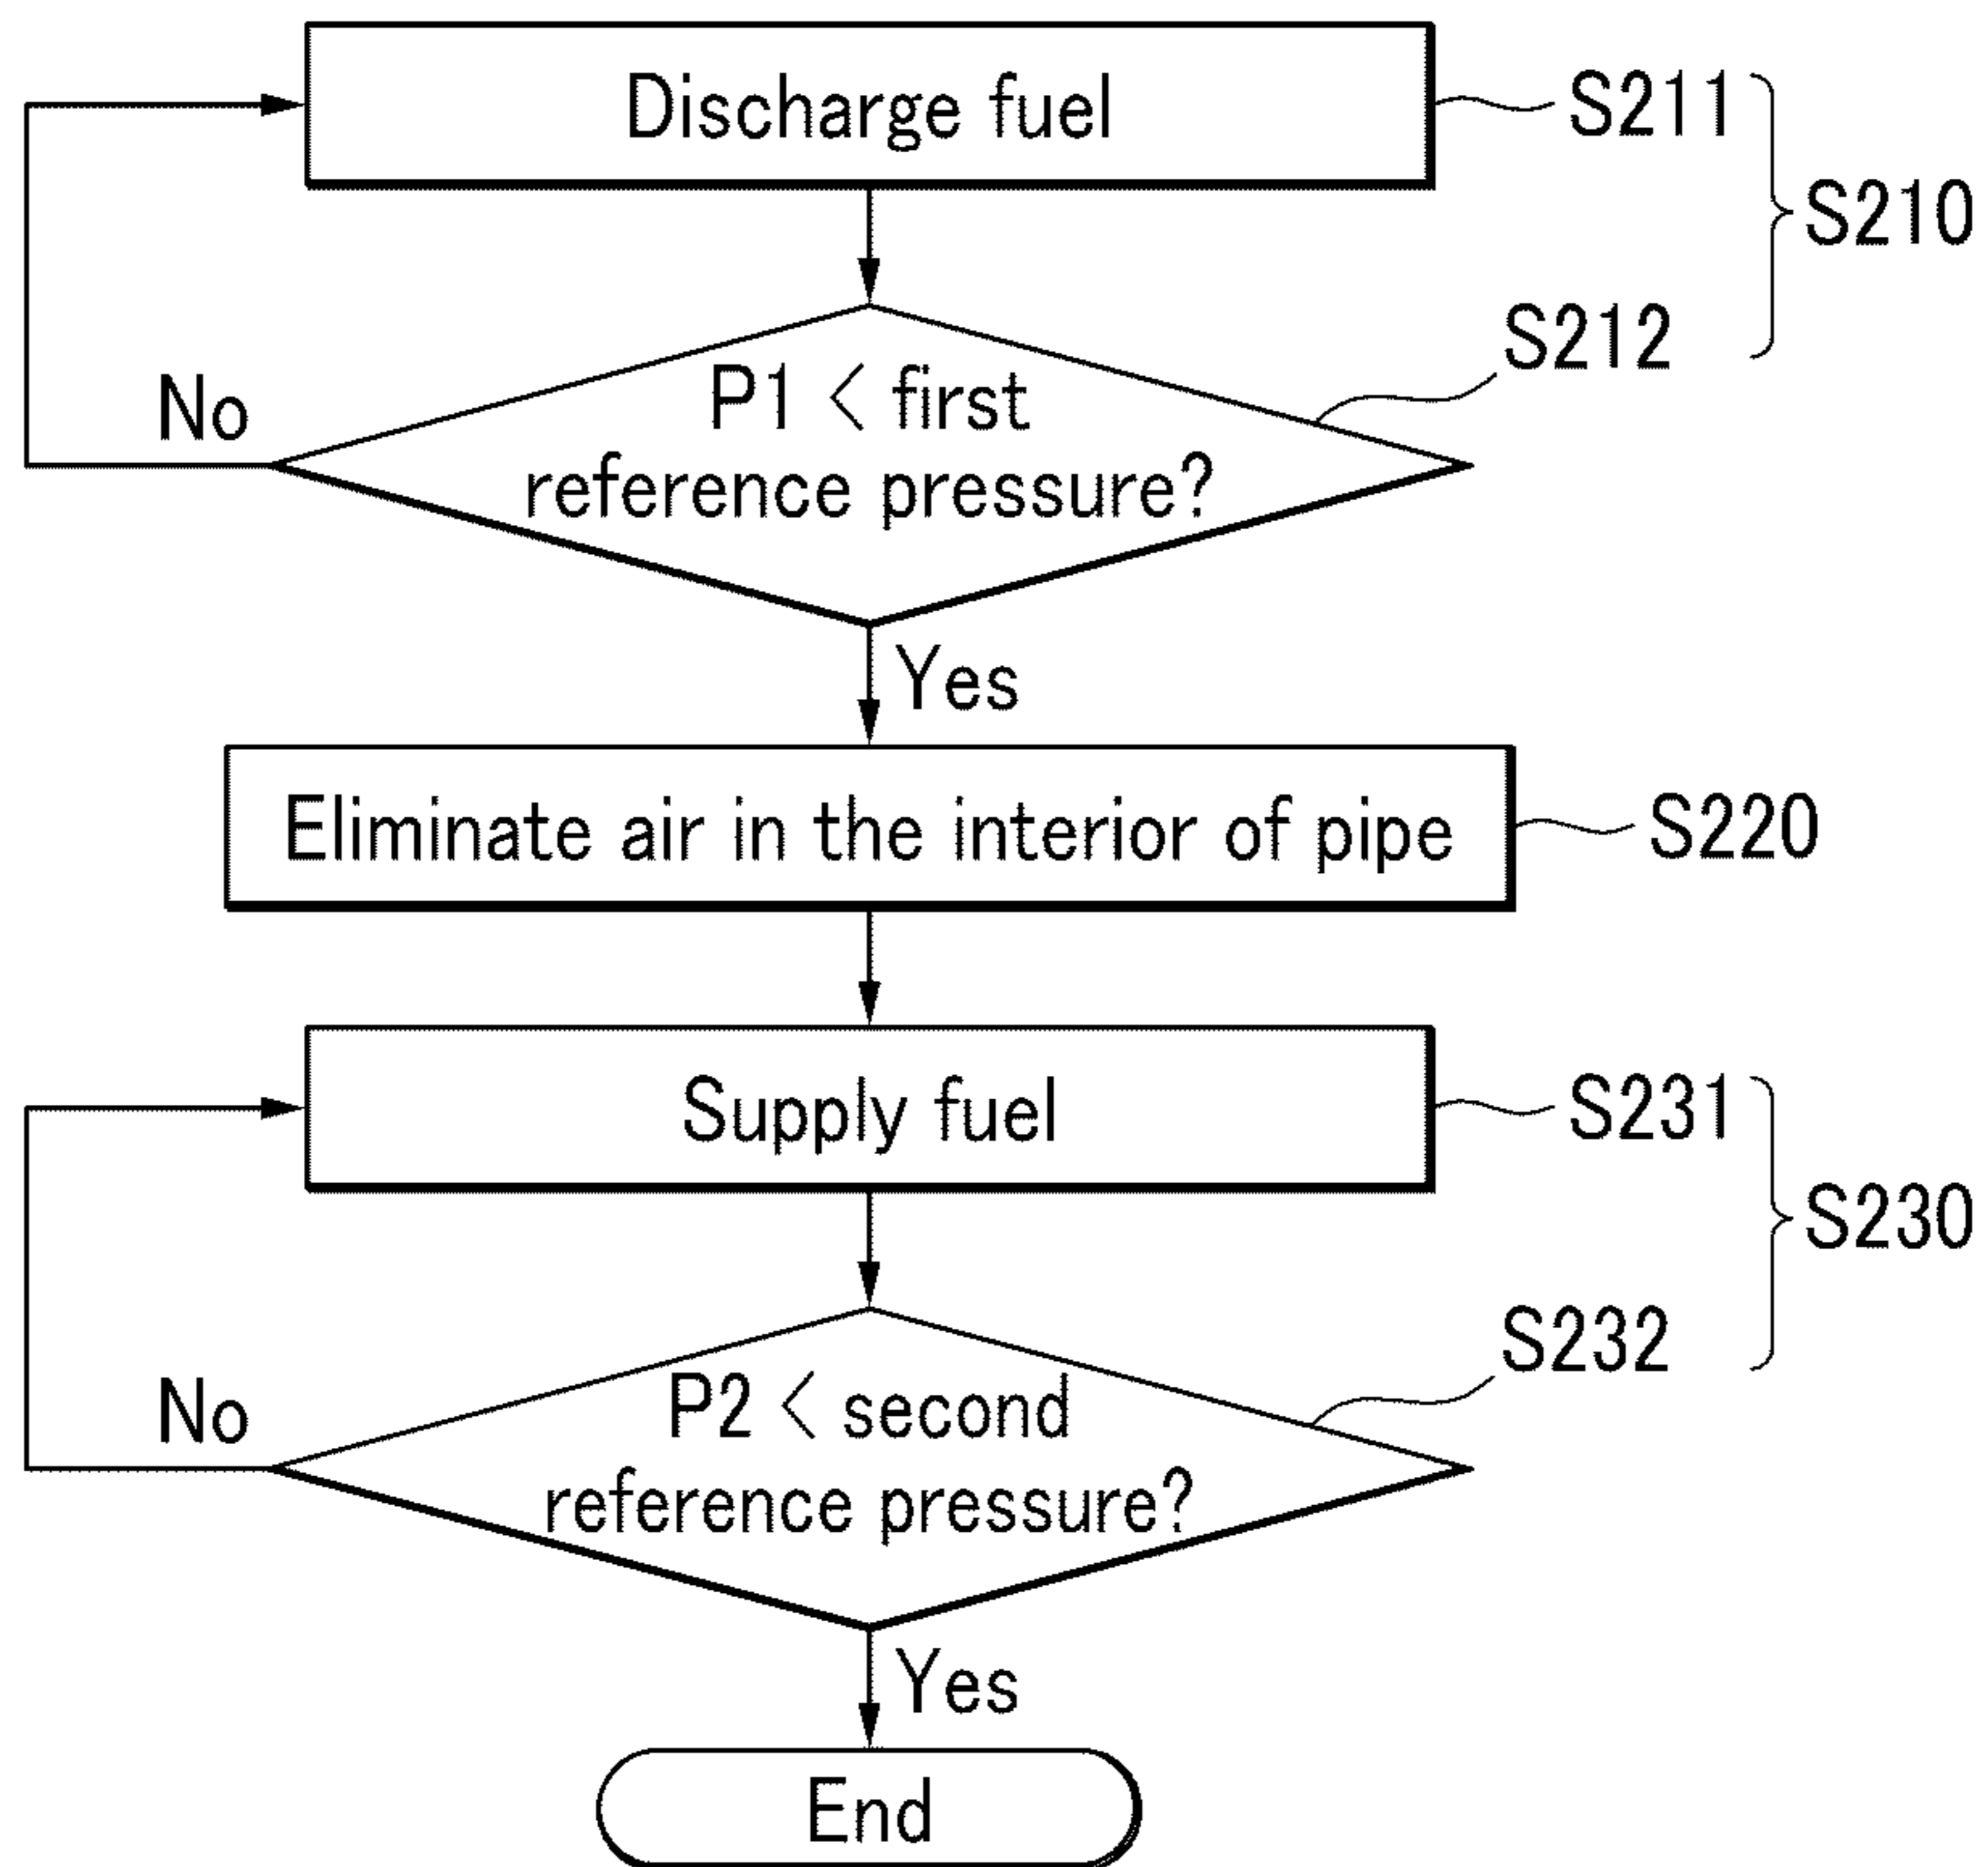 Discharge fuel
S211
S210
P1 < first
reference pressure?
S212
No
Yes
Eliminate air in the interior of pipe
S220
Supply fuel
S231
S230
P2 < second
reference pressure?
S232
No
Yes
End